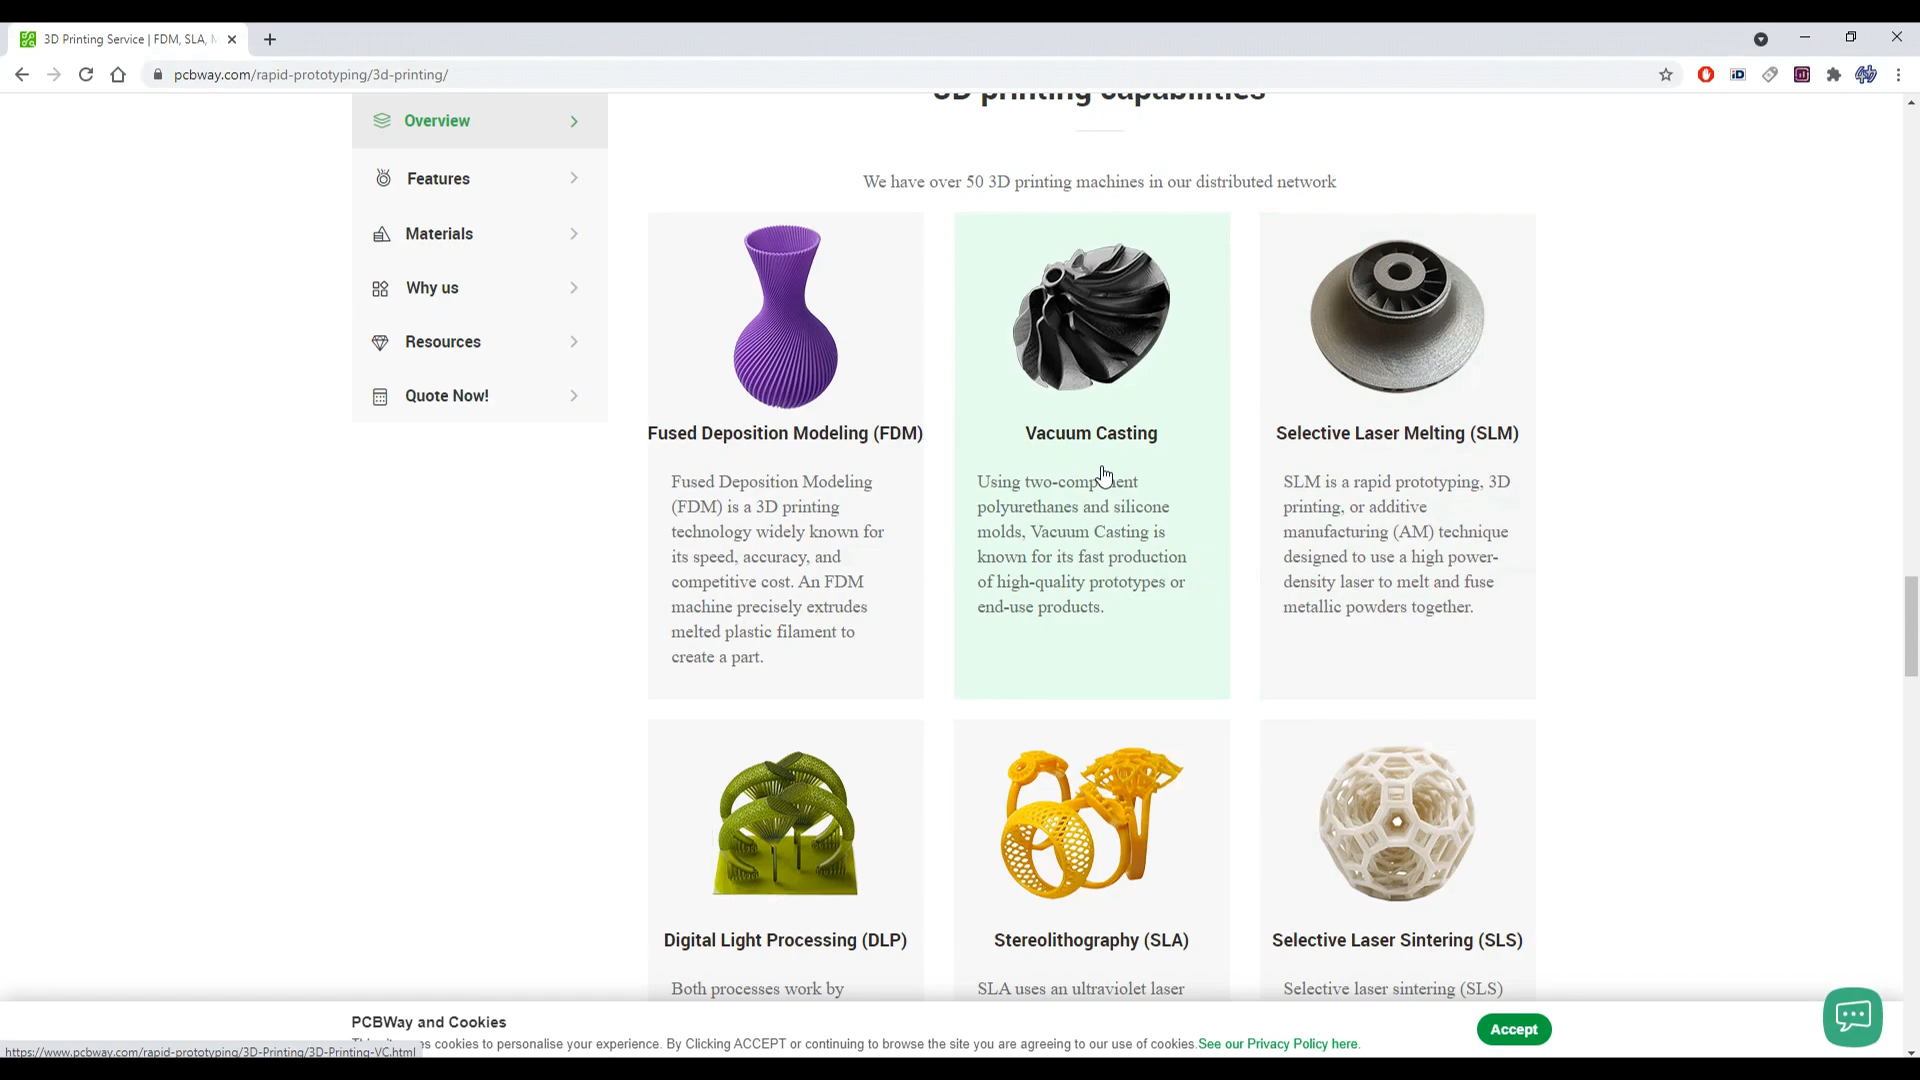 3D Printing Service | FDM, SLA,
pcbway.com/rapid-prototyping/3d-printing/
3D printing capabilities
Overview
Features
Materials
Why us
Resources
Quote Now!
We have over 50 3D printing machines in our distributed network
Fused Deposition Modeling (FDM)
Fused Deposition Modeling
(FDM) is a 3D printing
technology widely known for
its speed, accuracy, and
competitive cost. An FDM
machine precisely extrudes
melted plastic filament to
create a part.
Vacuum Casting
Using two-component
polyurethanes and silicone
molds, Vacuum Casting is
known for its fast production
of high-quality prototypes or
end-use products.
Selective Laser Melting (SLM)
SLM is a rapid prototyping, 3D
printing, or additive
manufacturing (AM) technique
designed to use a high power-
density laser to melt and fuse
metallic powders together.
Digital Light Processing (DLP)
Both processes work by
Stereolithography (SLA)
SLA uses an ultraviolet laser
Selective Laser Sintering (SLS)
Selective laser sintering (SLS)
PCBWay and Cookies
cookies to personalise your experience. By Clicking ACCEPT or continuing to browse the site you are agreeing to our use of cookies.See our Privacy Policy here.
Accept
https://www.pcbway.com/rapid-prototyping/3D-Printing/3D-Printing-VC.html